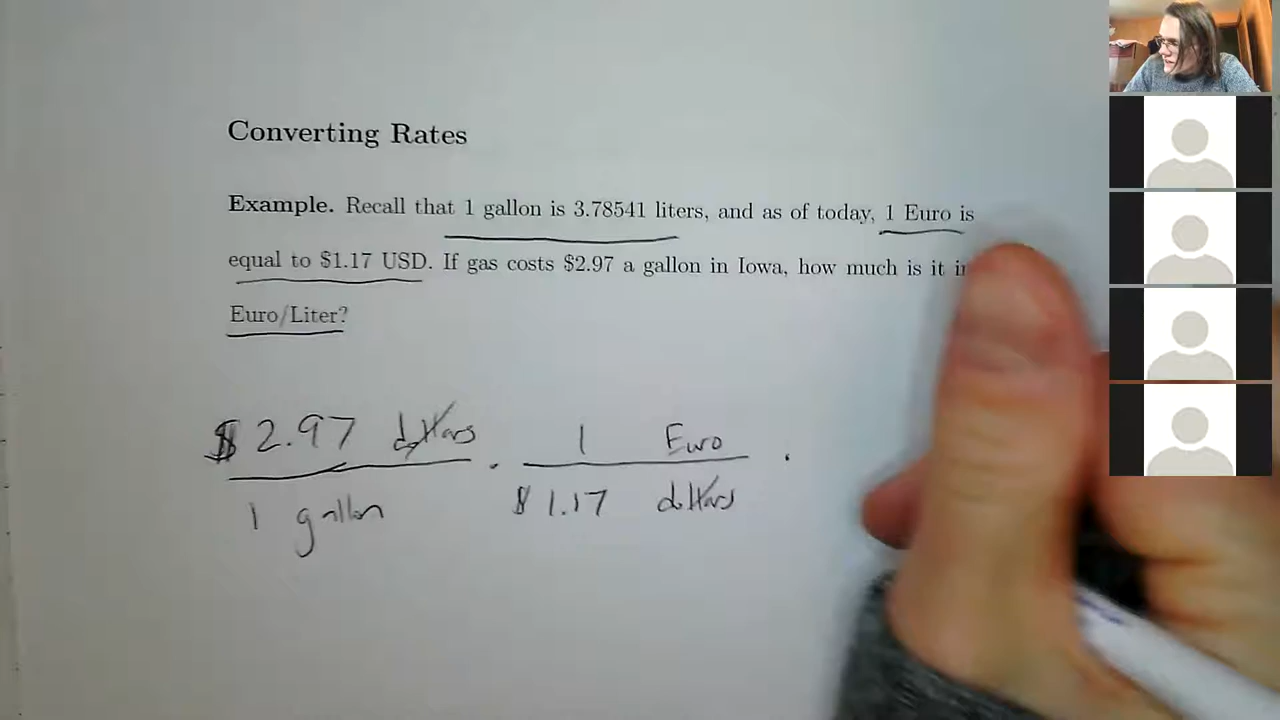 Converting Rates
Example. Recall that 1 gallon is 3.78541 liters, and as of today, 1 Euro is
equal to $1.17 USD. If gas costs $2.97 a gallon in Iowa, how much is it in
Euro/Liter?
$ 2.97 dollars . 1 Euro .
1 gallon $ 1.17 dollars